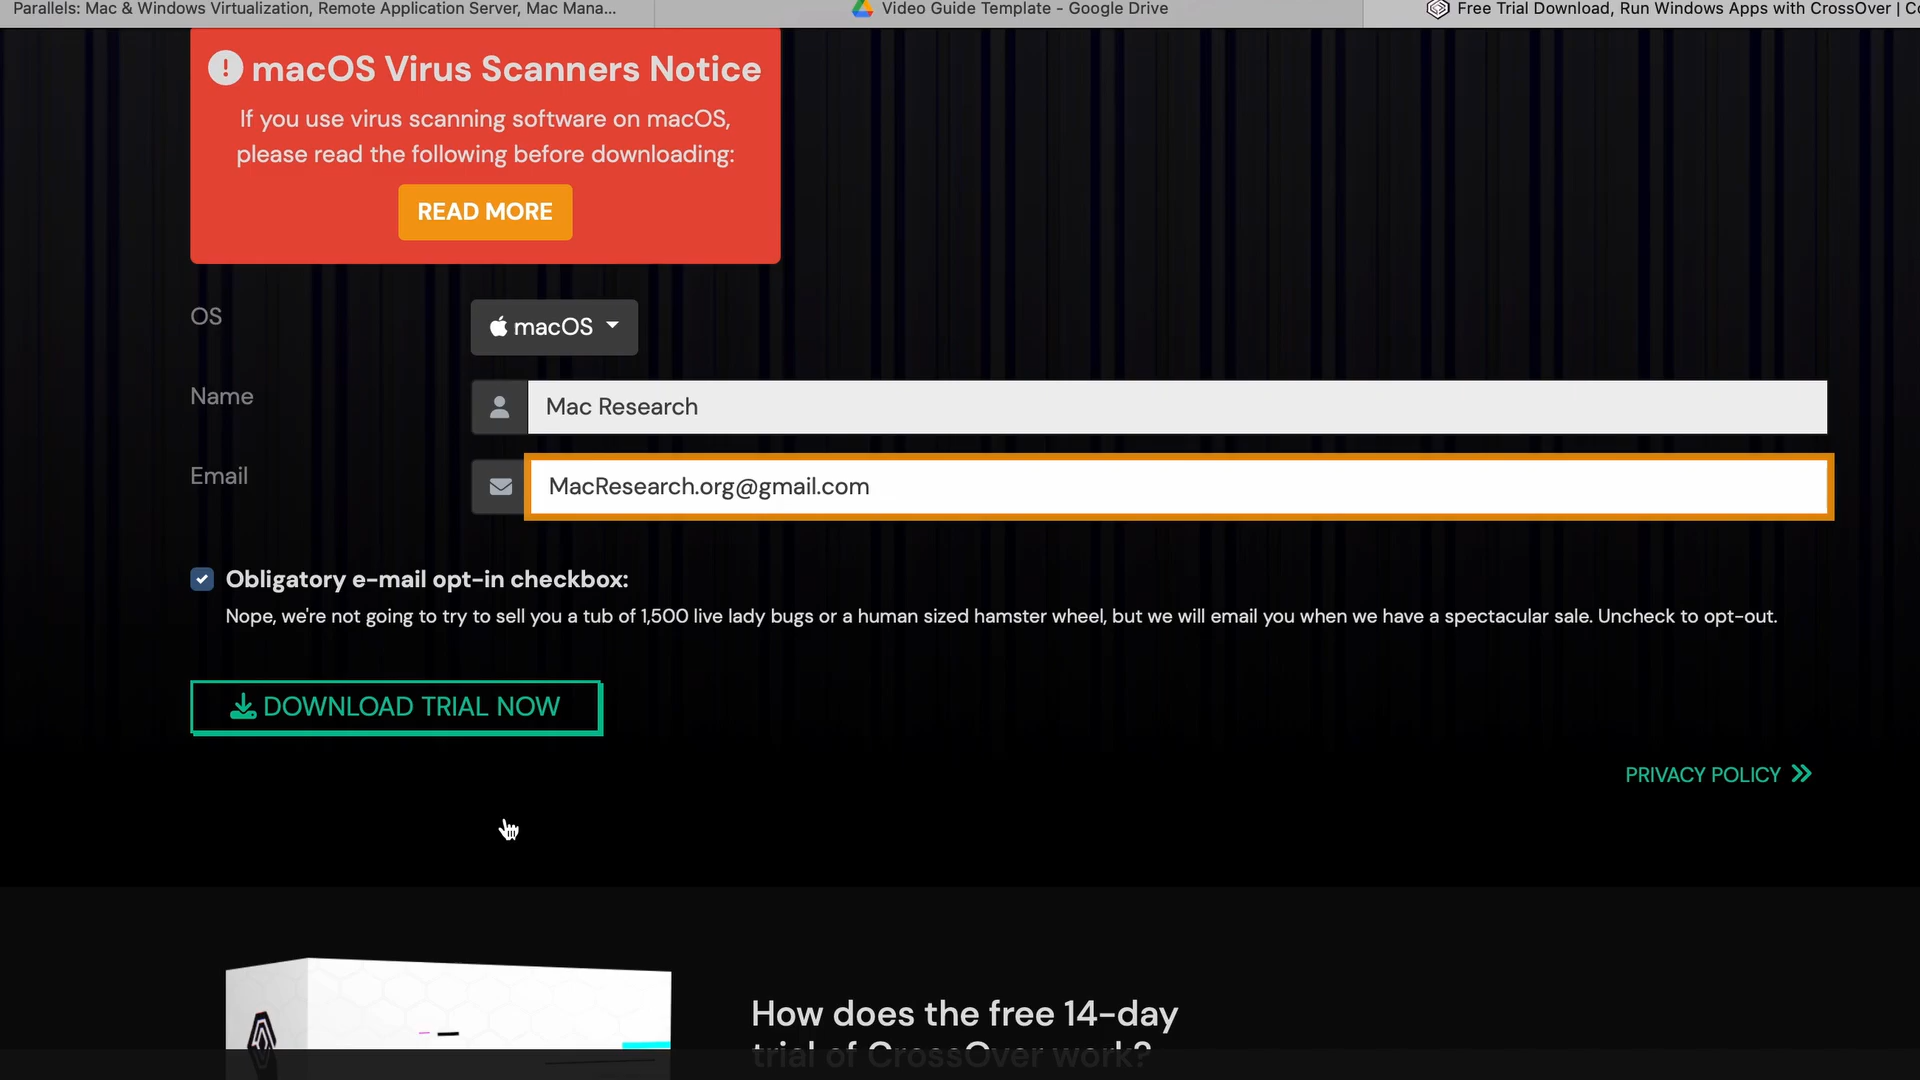 Parallels: Mac & Windows Virtualization, Remote Application Server, Mac Mana...
Video Guide Template - Google Drive
Free Trial Download, Run Windows Apps with CrossOver | Co
macOS Virus Scanners Notice
If you use virus scanning software on macOS,
please read the following before downloading:
READ MORE
OS
macOS
Name
Mac Research
Email
MacResearch.org@gmail.com
Obligatory e-mail opt-in checkbox:
Nope, we're not going to try to sell you a tub of 1,500 live lady bugs or a human sized hamster wheel, but we will email you when we have a spectacular sale. Uncheck to opt-out.
DOWNLOAD TRIAL NOW
PRIVACY POLICY
How does the free 14-day
trial of CrossOver work?